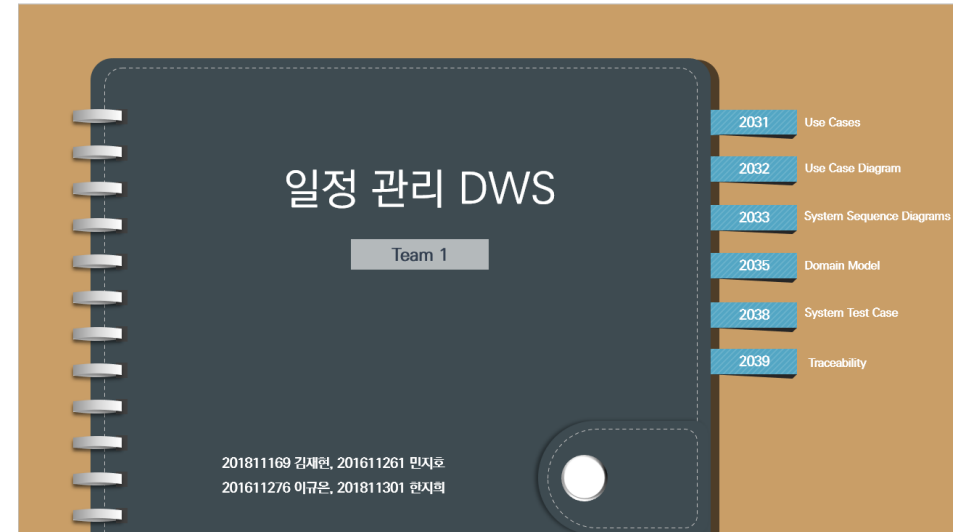 일정 관리 DWS
Team 1
201811169 김재현, 201611261 민지호
201611276 이규은, 201811301 한지희
2031 Use Cases
2032 Use Case Diagram
2033 System Sequence Diagrams
2035 Domain Model
2038 System Test Case
2039 Traceability